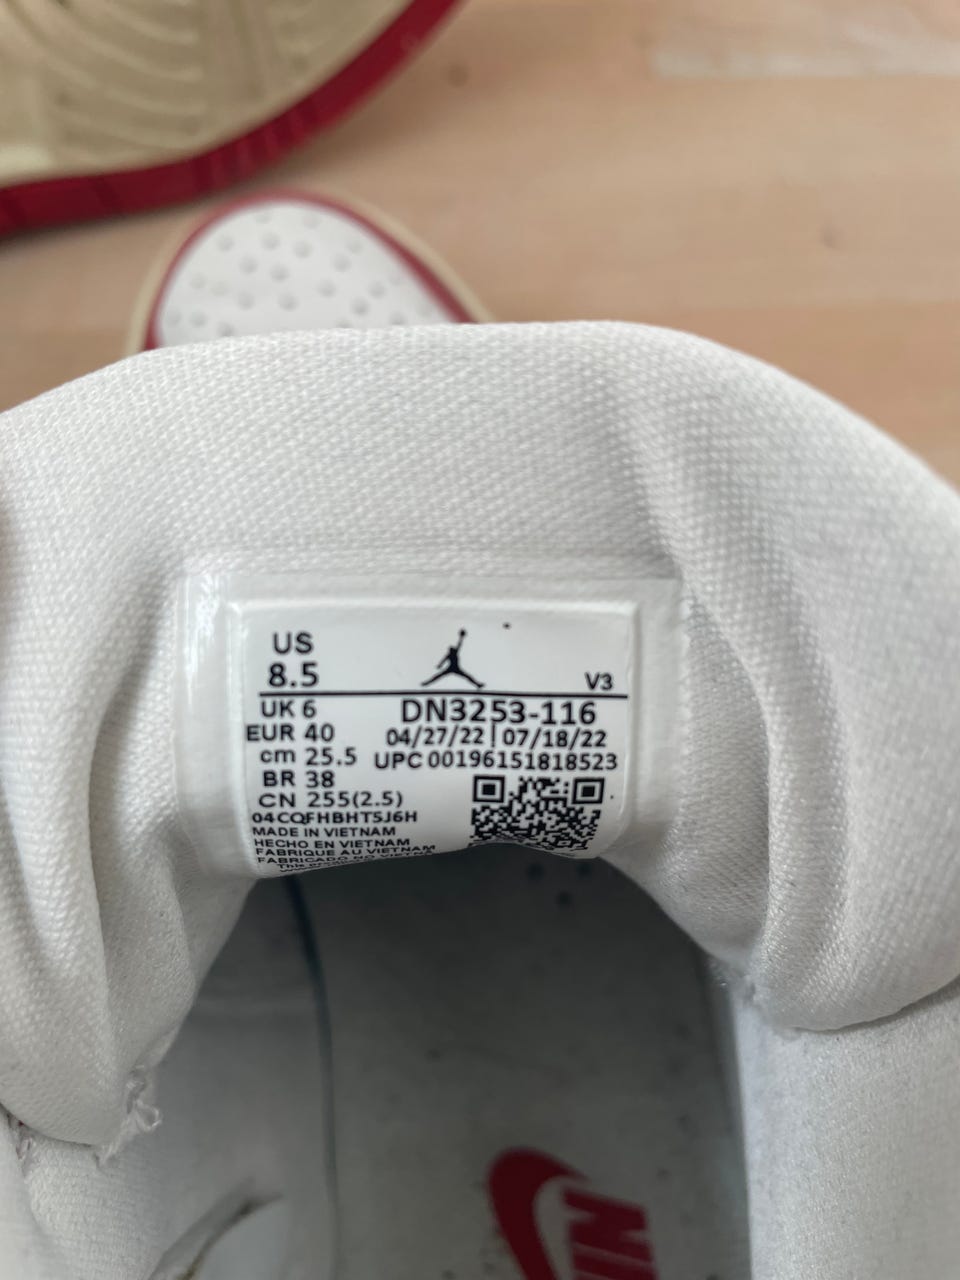 US
8.5
V3
UK 6
DN3253-116
EUR 40
04/27/22 | 07/18/22
cm 25.5
UPC 00196151818523
BR 38
CN 255(2.5)
04CQFHBHT5J6H
MADE IN VIETNAM
HECHO EN VIETNAM
FABRIQUE AU VIETNAM
FABRICADO NO VIETNA
This